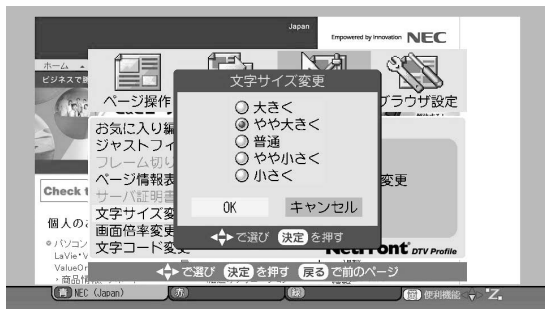 Japan
Empowered by Innovation NEC
ホーム
ビジネスで
ページ操作
ブラウザ設定
文字サイズ変更
大きく
やや大きく
普通
やや小さく
小さく
OK キャンセル
で選び 決定 を押す
お気に入り編
ジャストフィ
フレーム切り
ページ情報表
サーバ証明書
文字サイズ変
画面倍率変更
文字コード変更
変更
Check t
個人のお
パソコン
LaVie・V
ValueOn
・商品情報
NetFront DTV Profile
で選び 決定 を押す 戻る で前のページ
青 NEC (Japan) 赤 緑 面 便利機能 Z.